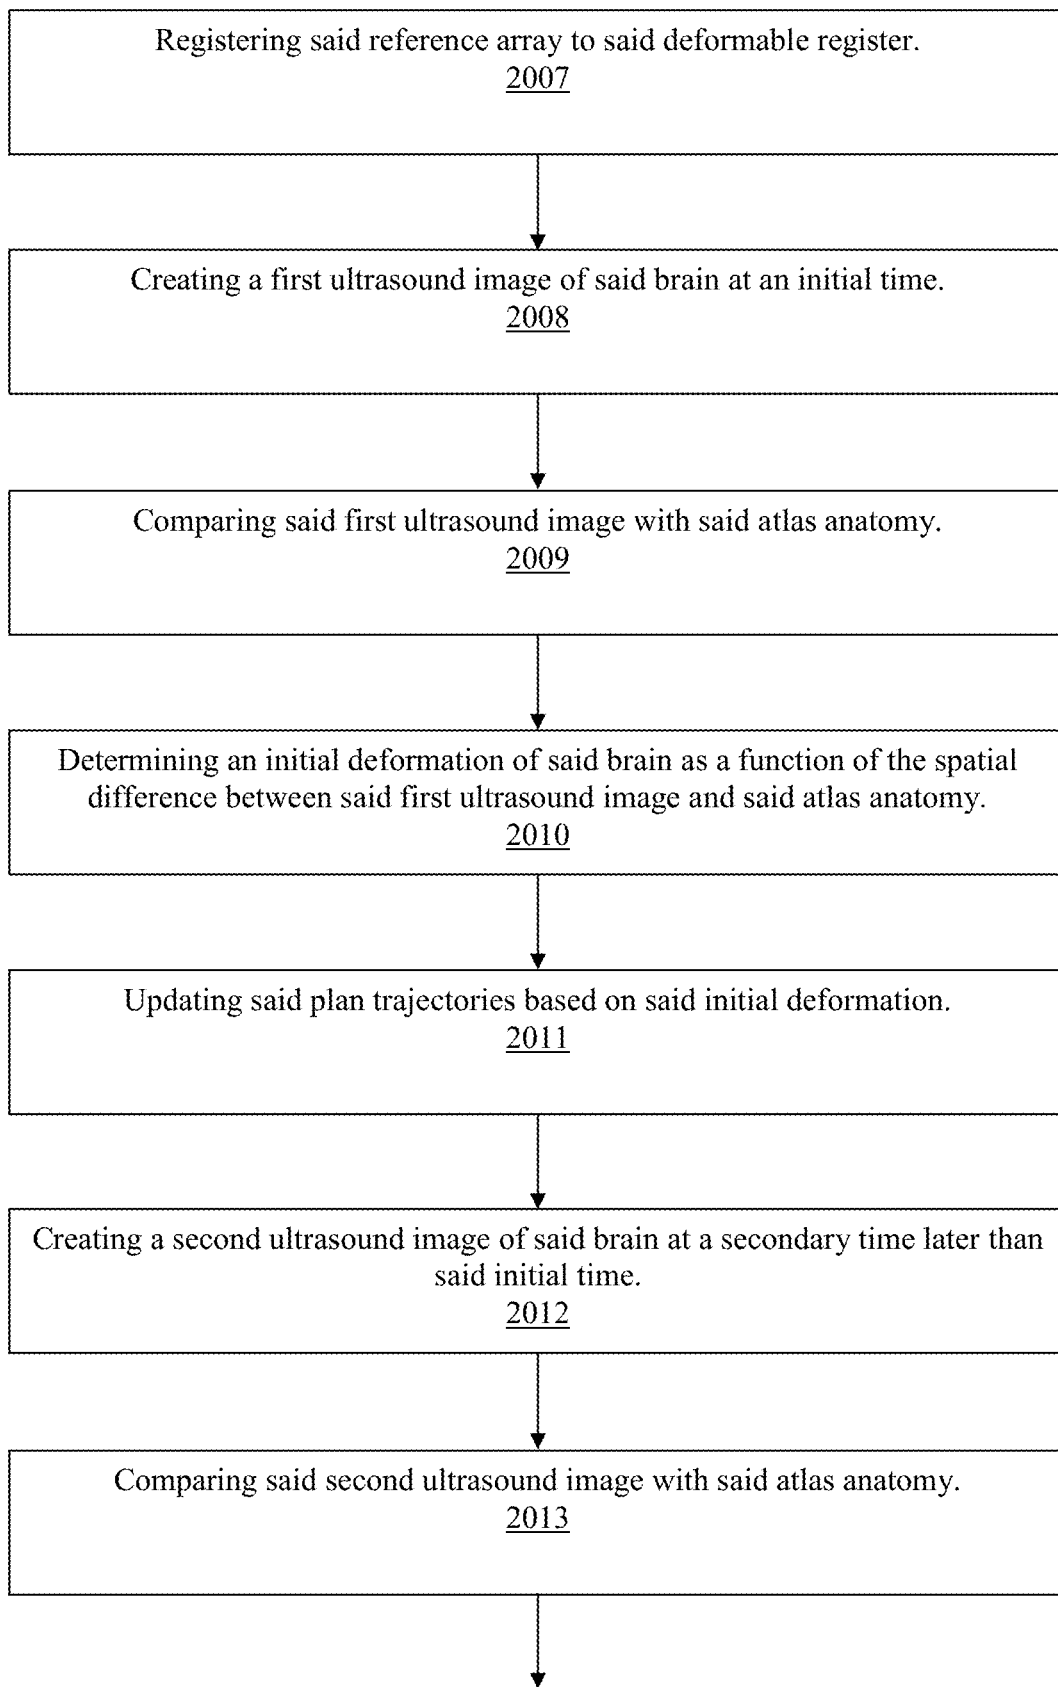 Registering said reference array to said deformable register.
2007
Creating a first ultrasound image of said brain at an initial time.
2008
Comparing said first ultrasound image with said atlas anatomy.
2009
Determining an initial deformation of said brain as a function of the spatial
difference between said first ultrasound image and said atlas anatomy.
2010
Updating said plan trajectories based on said initial deformation.
2011
Creating a second ultrasound image of said brain at a secondary time later than
said initial time.
2012
Comparing said second ultrasound image with said atlas anatomy.
2013